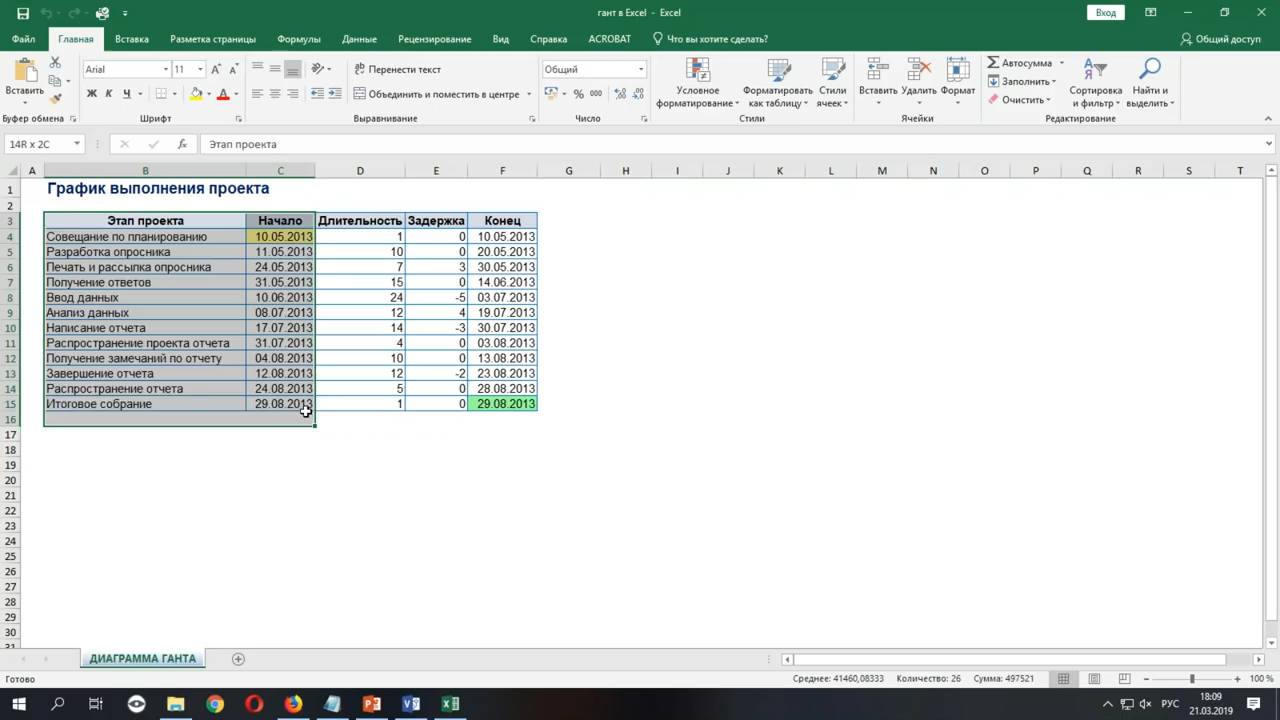 гант в Excel - Excel
Вход
Файл Главная Вставка Разметка страницы Формулы Данные Рецензирование Вид Справка ACROBAT Что вы хотите сделать? Общий доступ
Вставить
Буфер обмена
Arial 11
Ж К Ч
Шрифт
Перенести текст
Объединить и поместить в центре
Выравнивание
Общий
% 000
Число
Условное форматирование
Форматировать как таблицу
Стили ячеек
Стили
Вставить Удалить Формат
Ячейки
Автосумма
Заполнить
Очистить
Сортировка и фильтр
Найти и выделить
Редактирование
14R x 2C fx Этап проекта
A B C D E F G H I J K L M N O P Q R S T
1 График выполнения проекта
2
3 Этап проекта Начало Длительность Задержка Конец
4 Совещание по планированию 10.05.2013 1 0 10.05.2013
5 Разработка опросника 11.05.2013 10 0 20.05.2013
6 Печать и рассылка опросника 24.05.2013 7 3 30.05.2013
7 Получение ответов 31.05.2013 15 0 14.06.2013
8 Ввод данных 10.06.2013 24 -5 03.07.2013
9 Анализ данных 08.07.2013 12 4 19.07.2013
10 Написание отчета 17.07.2013 14 -3 30.07.2013
11 Распространение проекта отчета 31.07.2013 4 0 03.08.2013
12 Получение замечаний по отчету 04.08.2013 10 0 13.08.2013
13 Завершение отчета 12.08.2013 12 -2 23.08.2013
14 Распространение отчета 24.08.2013 5 0 28.08.2013
15 Итоговое собрание 29.08.2013 1 0 29.08.2013
16
17
18
19
20
21
22
23
24
25
26
27
28
29
30
31
ДИАГРАММА ГАНТА
Готово Среднее: 41460,08333 Количество: 26 Сумма: 497521 100 %
РУС 18:09
21.03.2019